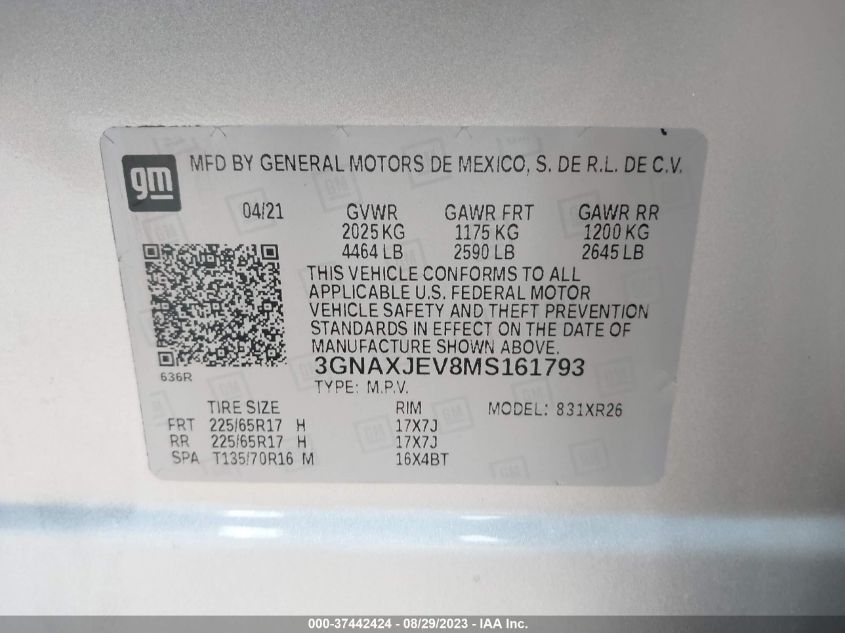 gm
MFD BY GENERAL MOTORS DE MEXICO, S. DE R.L. DE C.V.
04/21 GVWR GAWR FRT GAWR RR
2025 KG 1175 KG 1200 KG
4464 LB 2590 LB 2645 LB
THIS VEHICLE CONFORMS TO ALL
APPLICABLE U.S. FEDERAL MOTOR
VEHICLE SAFETY AND THEFT PREVENTION
STANDARDS IN EFFECT ON THE DATE OF
MANUFACTURE SHOWN ABOVE.
636R
3GNAXJEV8MS161793
TYPE: M.P.V.
TIRE SIZE RIM MODEL: 831XR26
FRT 225/65R17 H 17X7J
RR 225/65R17 H 17X7J
SPA T135/70R16 M 16X4BT
000-37442424 - 08/29/2023 - IAA Inc.